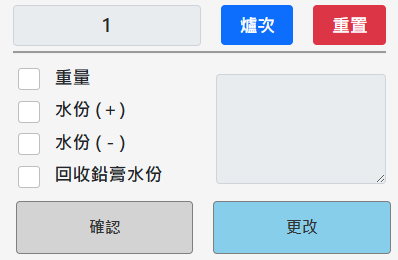 1 爐次 重置
重量
水份 ( + )
水份 ( - )
回收鉛膏水份
確認 更改